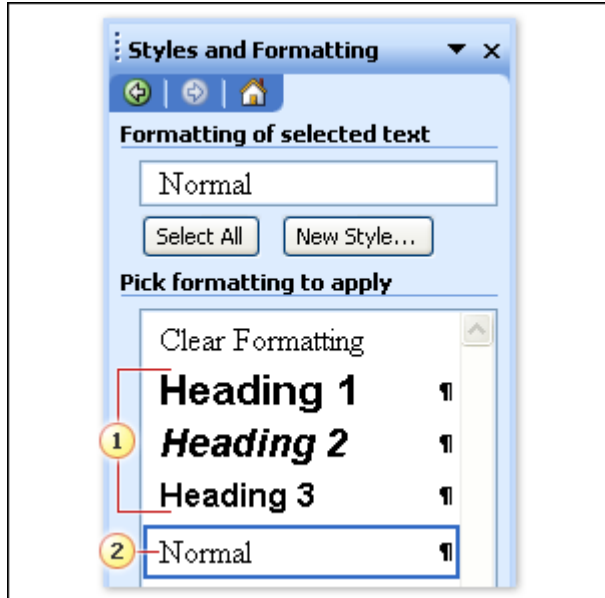 Styles and Formatting
Formatting of selected text
Normal
Select All New Style...
Pick formatting to apply
Clear Formatting
Heading 1 ¶
1
Heading 2 ¶
Heading 3 ¶
2 Normal ¶